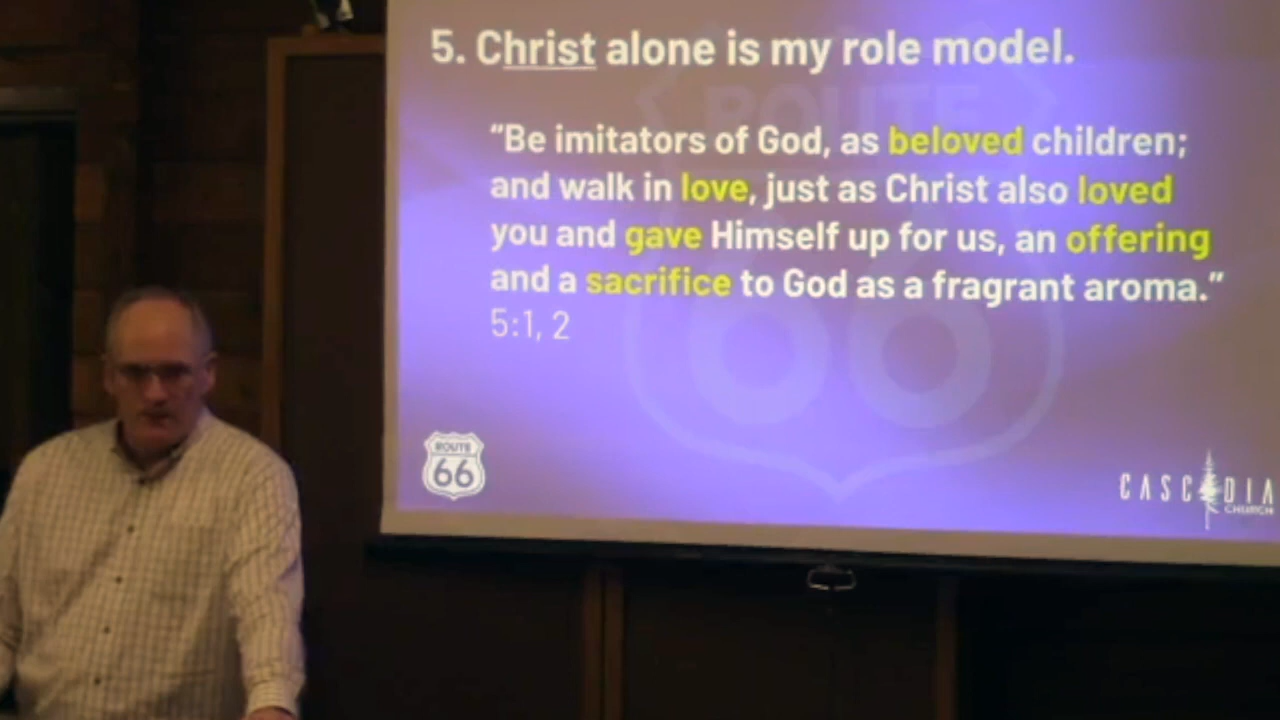 5. Christ alone is my role model.
“Be imitators of God, as beloved children;
and walk in love, just as Christ also loved
you and gave Himself up for us, an offering
and a sacrifice to God as a fragrant aroma.”
5:1, 2
ROUTE
66
ROUTE
66
CASCADIA
CHURCH